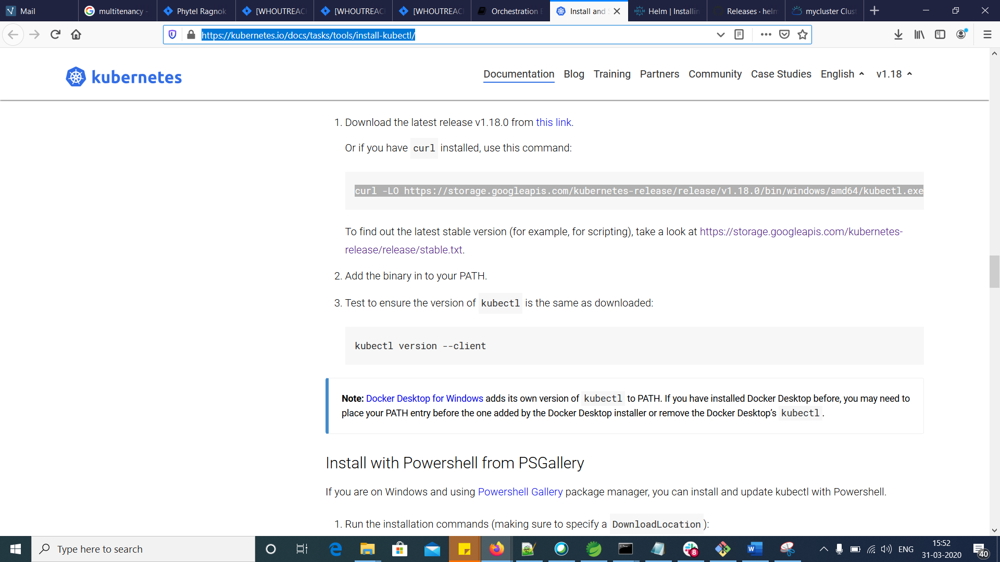 Mail
multitenancy -
Phytel Ragnok
[WHOUTREAC
[WHOUTREAC
[WHOUTREAC
Orchestration
Install and
Helm | Installin
Releases · helm
mycluster Clust
https://kubernetes.io/docs/tasks/tools/install-kubectl/
kubernetes
Documentation Blog Training Partners Community Case Studies English v1.18
1. Download the latest release v1.18.0 from this link.
Or if you have curl installed, use this command:
curl -LO https://storage.googleapis.com/kubernetes-release/release/v1.18.0/bin/windows/amd64/kubectl.exe
To find out the latest stable version (for example, for scripting), take a look at https://storage.googleapis.com/kubernetes-
release/release/stable.txt.
2. Add the binary in to your PATH.
3. Test to ensure the version of kubectl is the same as downloaded:
kubectl version --client
Note: Docker Desktop for Windows adds its own version of kubectl to PATH. If you have installed Docker Desktop before, you may need to
place your PATH entry before the one added by the Docker Desktop installer or remove the Docker Desktop’s kubectl.
Install with Powershell from PSGallery
If you are on Windows and using Powershell Gallery package manager, you can install and update kubectl with Powershell.
1. Run the installation commands (making sure to specify a DownloadLocation):
Type here to search
8
ENG
15:52
31-03-2020
40